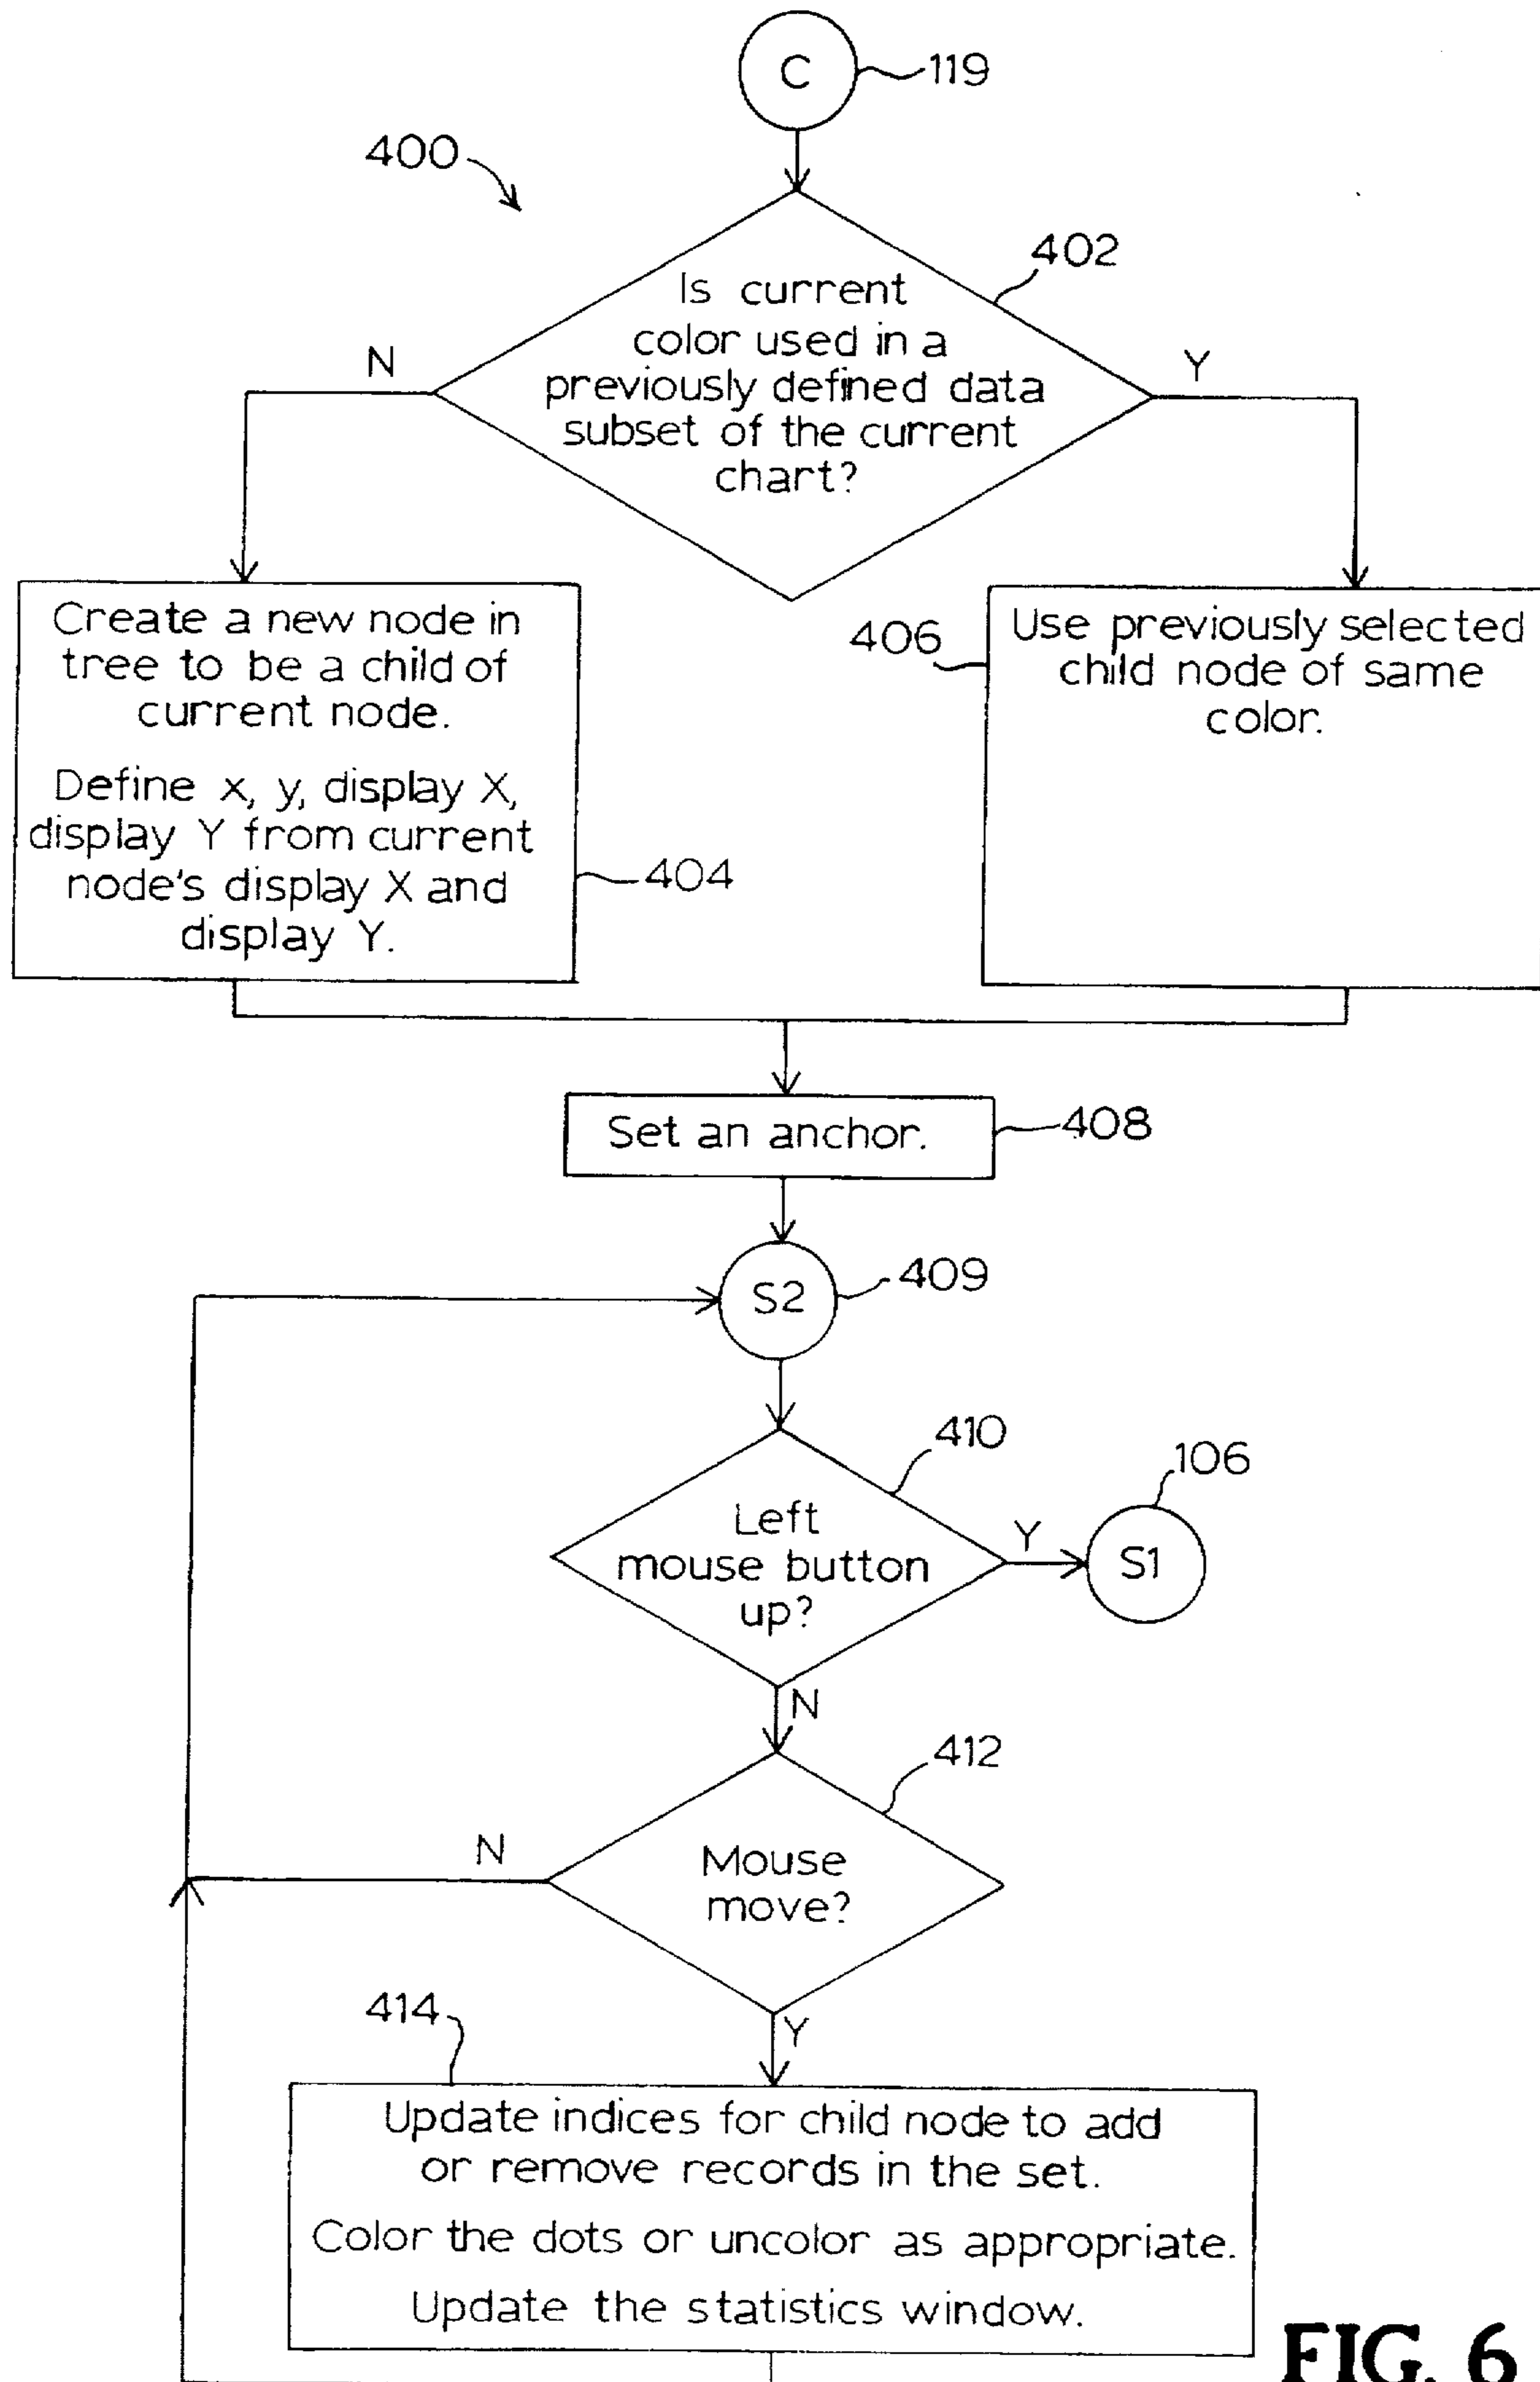 C
119
400
402
Is current
color used in a
previously defined data
subset of the current
chart?
N
Y
Create a new node in
tree to be a child of
current node.
Define x, y, display X,
display Y from current
node's display X and
display Y.
404
406
Use previously selected
child node of same
color.
Set an anchor.
408
S2
409
410
Left
mouse button
up?
Y
106
S1
N
412
Mouse
move?
N
Y
414
Update indices for child node to add
or remove records in the set.
Color the dots or uncolor as appropriate.
Update the statistics window.
FIG. 6